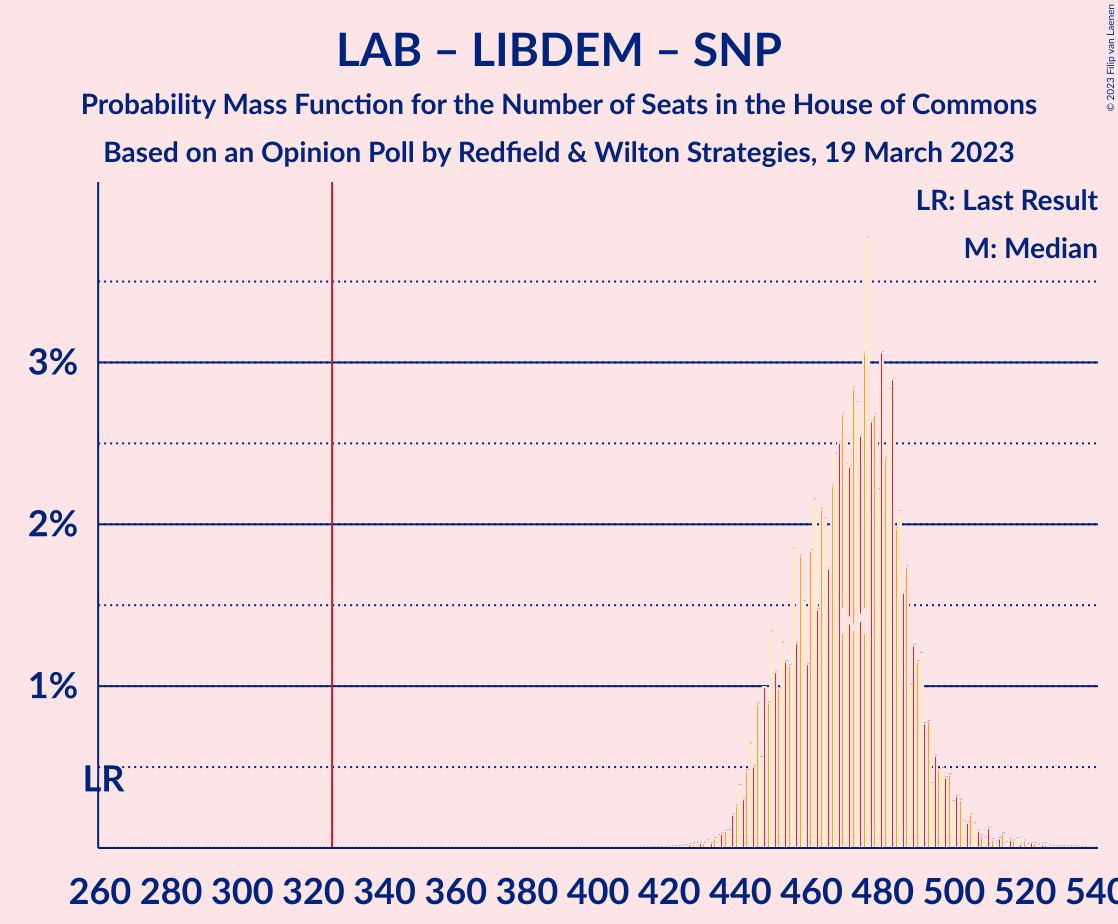 LAB – LIBDEM – SNP
Probability Mass Function for the Number of Seats in the House of Commons
Based on an Opinion Poll by Redfield & Wilton Strategies, 19 March 2023
© 2023 Filip van Laenen
LR: Last Result
M: Median
3%
2%
1%
LR
260 280 300 320 340 360 380 400 420 440 460 480 500 520 540